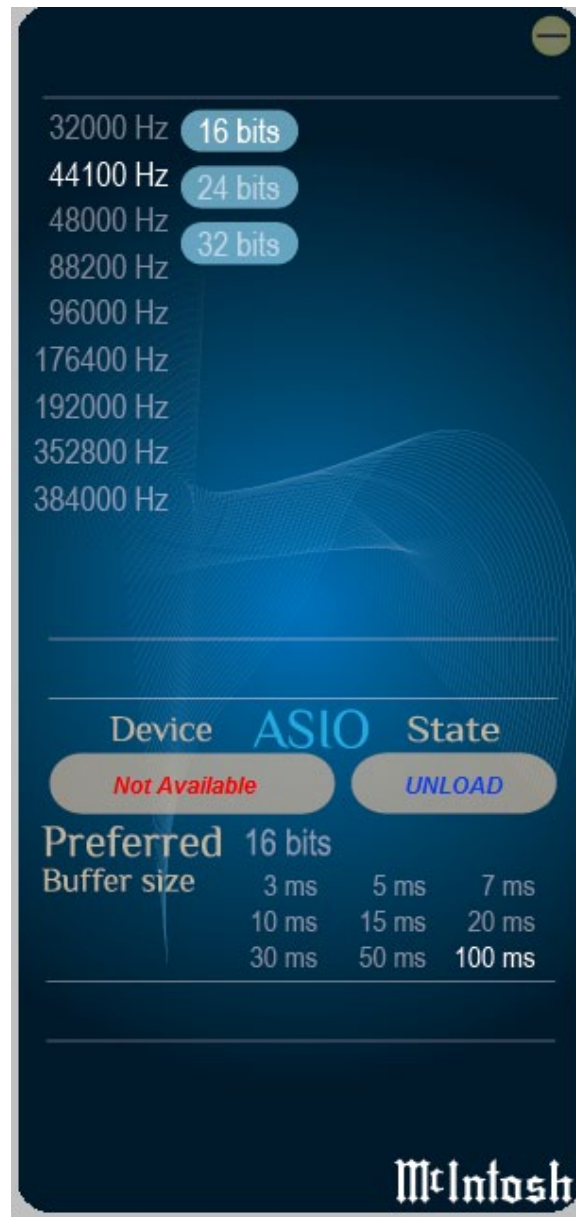 32000 Hz 16 bits
44100 Hz 24 bits
48000 Hz 32 bits
88200 Hz
96000 Hz
176400 Hz
192000 Hz
352800 Hz
384000 Hz
Device ASIO State
Not Available UNLOAD
Preferred 16 bits
Buffer size 3 ms 5 ms 7 ms
10 ms 15 ms 20 ms
30 ms 50 ms 100 ms
McIntosh